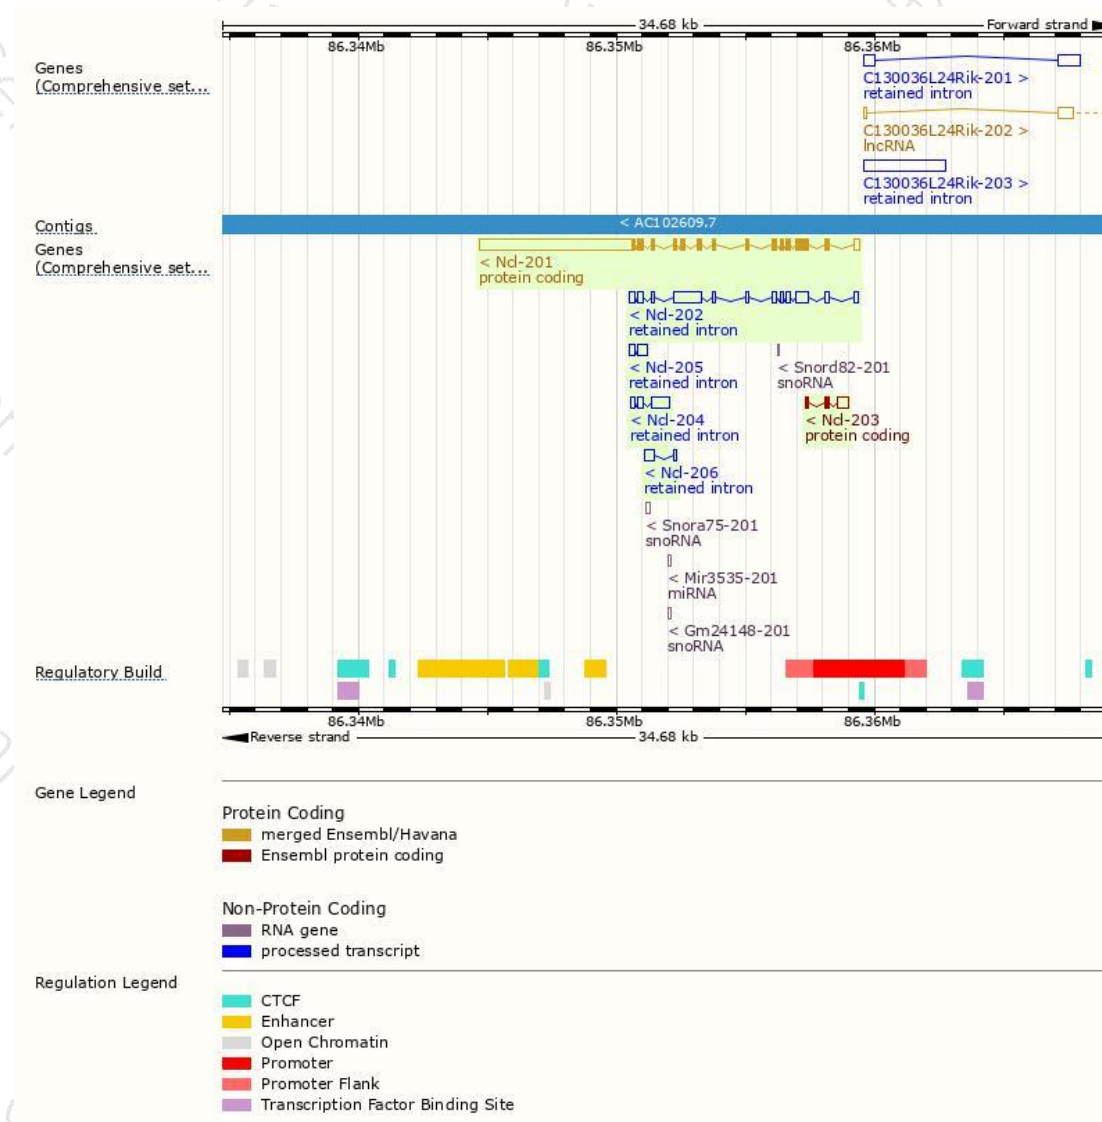 34.68 kb
Forward strand
86.34Mb 86.35Mb 86.36Mb
Genes
(Comprehensive set...
C130036L24Rik-201 >
retained intron
C130036L24Rik-202 >
lncRNA
C130036L24Rik-203 >
retained intron
Contigs
< AC102609.7
Genes
(Comprehensive set...
< Ncl-201
protein coding
< Ncl-202
retained intron
< Ncl-205
retained intron
< Snord82-201
snoRNA
< Ncl-204
retained intron
< Ncl-203
protein coding
< Ncl-206
retained intron
< Snora75-201
snoRNA
< Mir3535-201
miRNA
< Gm24148-201
snoRNA
Regulatory Build
86.34Mb 86.35Mb 86.36Mb
Reverse strand 34.68 kb
Gene Legend
Protein Coding
merged Ensembl/Havana
Ensembl protein coding
Non-Protein Coding
RNA gene
processed transcript
Regulation Legend
CTCF
Enhancer
Open Chromatin
Promoter
Promoter Flank
Transcription Factor Binding Site